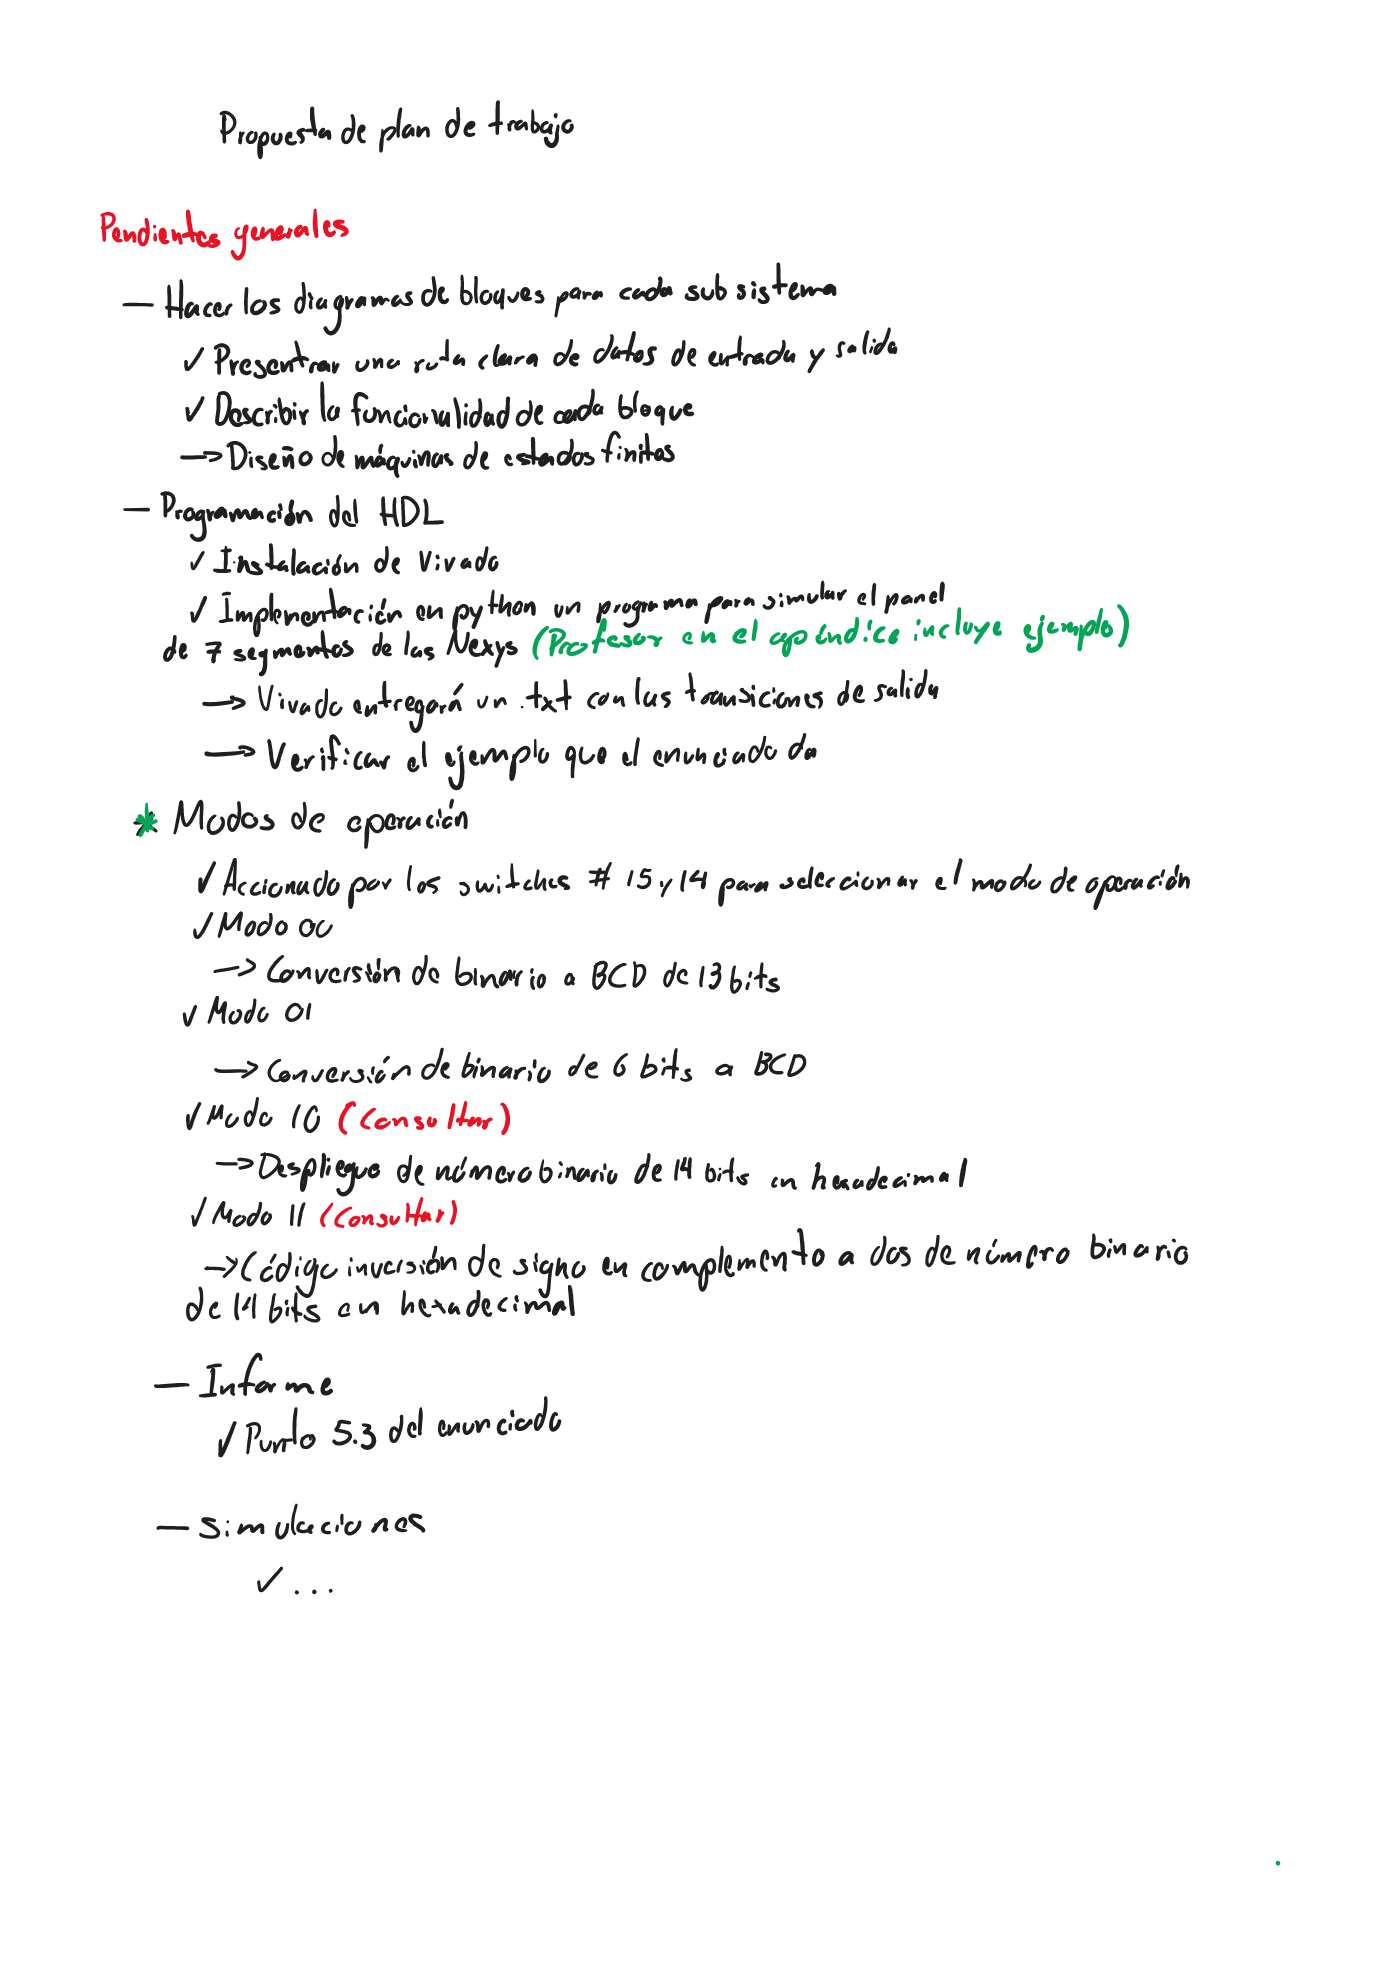 Propuesta de plan de trabajo
Pendientes generales
— Hacer los diagramas de bloques para cada subsistema
✓ Presentrar una ruta clara de datos de entrada y salida
✓ Describir la funcionalidad de cada bloque
→ Diseño de máquinas de estados finitos
— Programación del HDL
✓ Instalación de Vivado
✓ Implementación en python un programa para simular el panel
de 7 segmentos de las Nexys (Profesor en el apéndice incluye ejemplo)
→ Vivado entregará un .txt con las transiciones de salida
→ Verificar el ejemplo que el enunciado da
* Modos de operación
✓ Accionado por los switches # 15 y 14 para seleccionar el modo de operación
✓ Modo 00
→ Conversión de binario a BCD de 13 bits
✓ Modo 01
→ Conversión de binario de 6 bits a BCD
✓ Modo 10 (Consultar)
→ Despliegue de número binario de 14 bits en hexadecimal
✓ Modo 11 (Consultar)
→ Código inversión de signo en complemento a dos de número binario
de 14 bits en hexadecimal
— Informe
✓ Punto 5.3 del enunciado
— Simulaciones
✓ ...